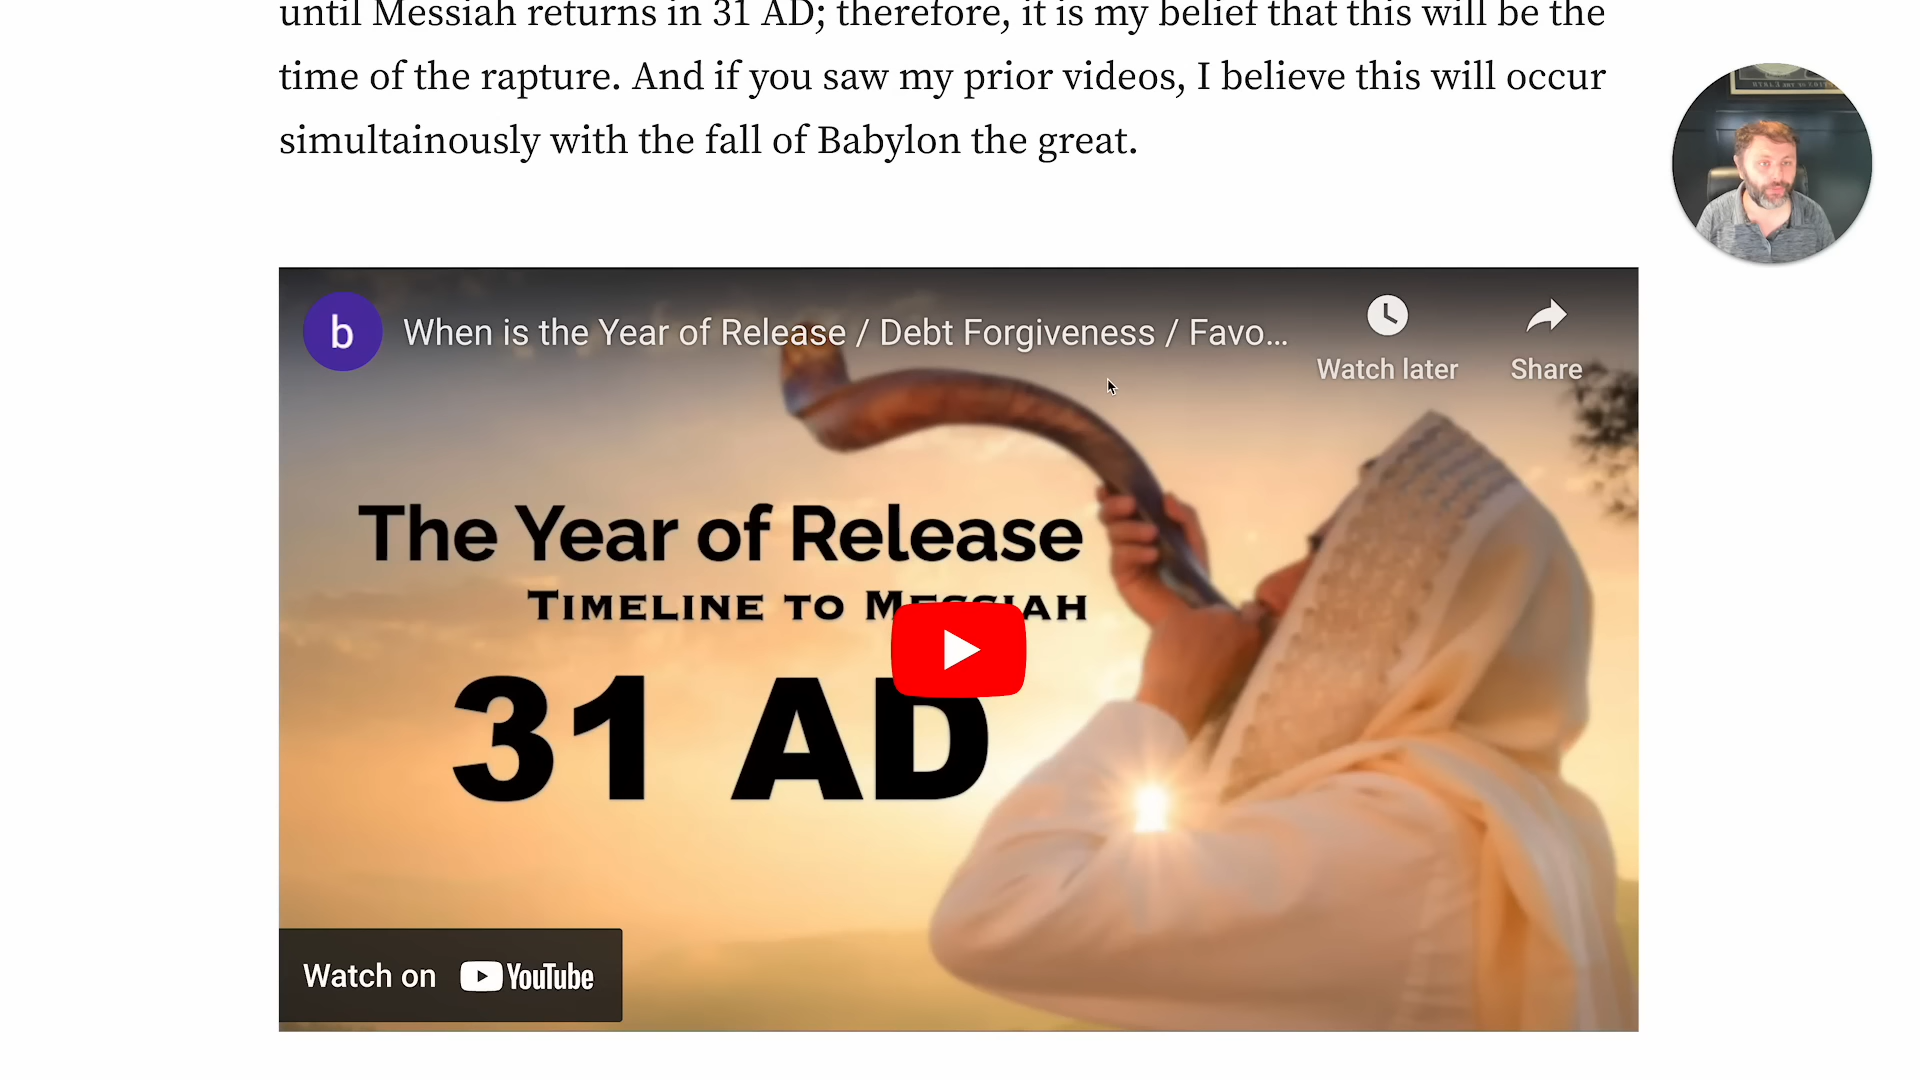 until Messiah returns in 31 AD; therefore, it is my belief that this will be the
time of the rapture. And if you saw my prior videos, I believe this will occur
simultainously with the fall of Babylon the great.
b
When is the Year of Release / Debt Forgiveness / Favo...
Watch later
Share
The Year of Release
TIMELINE TO MESSIAH
31 AD
Watch on YouTube